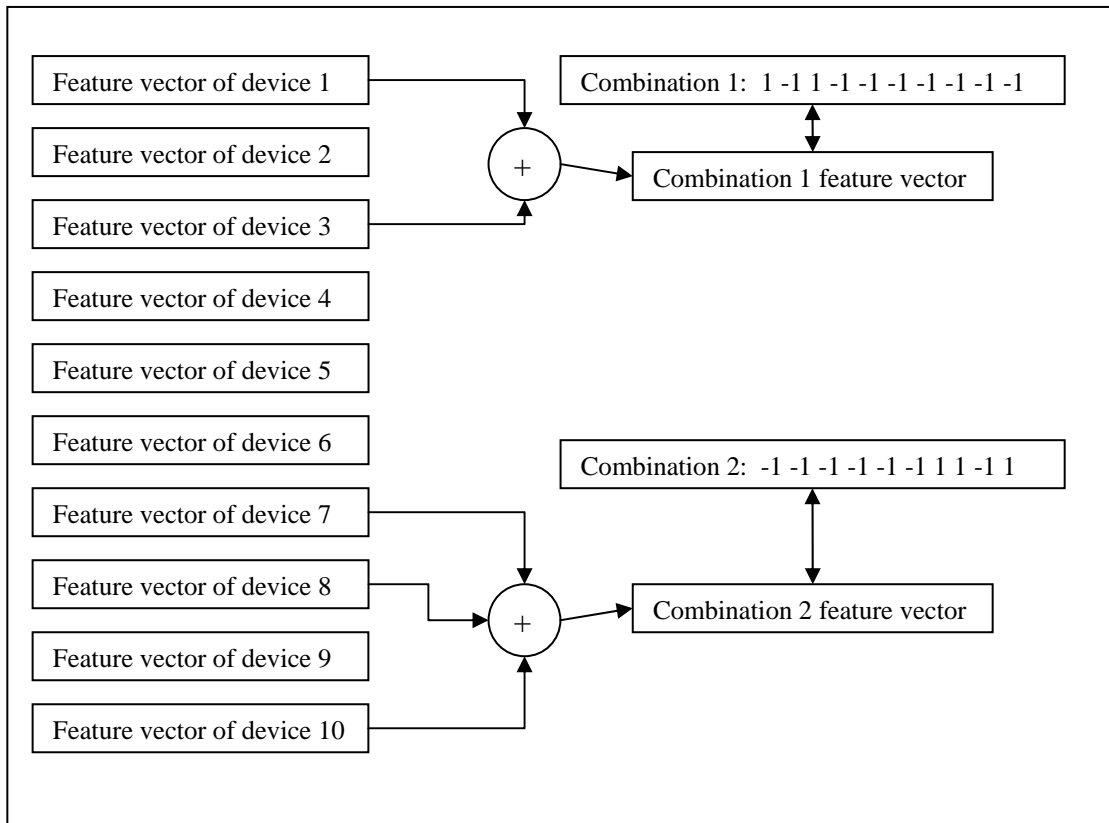 Feature vector of device 1
Combination 1: 1 -1 1 -1 -1 -1 -1 -1 -1 -1
Feature vector of device 2
+
Combination 1 feature vector
Feature vector of device 3
Feature vector of device 4
Feature vector of device 5
Feature vector of device 6
Combination 2: -1 -1 -1 -1 -1 -1 1 1 -1 1
Feature vector of device 7
Feature vector of device 8
+
Combination 2 feature vector
Feature vector of device 9
Feature vector of device 10